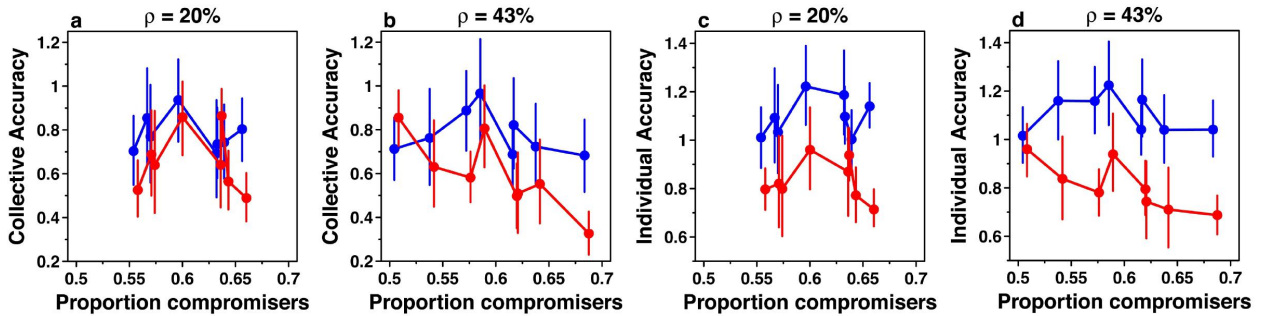 a ρ = 20%
Collective Accuracy
1.2
1
0.8
0.6
0.4
0.2
0.5 0.55 0.6 0.65 0.7
Proportion compromisers
b ρ = 43%
Collective Accuracy
1.2
1
0.8
0.6
0.4
0.2
0.5 0.55 0.6 0.65 0.7
Proportion compromisers
c ρ = 20%
Individual Accuracy
1.4
1.2
1
0.8
0.6
0.5 0.55 0.6 0.65 0.7
Proportion compromisers
d ρ = 43%
Individual Accuracy
1.4
1.2
1
0.8
0.6
0.5 0.55 0.6 0.65 0.7
Proportion compromisers